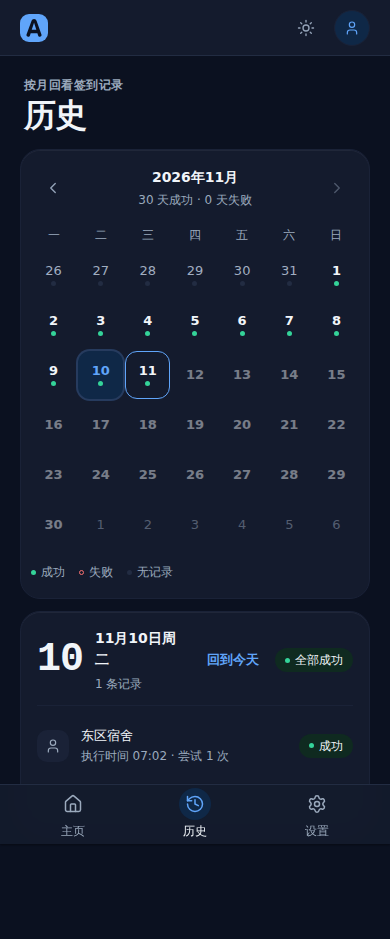 A
按月回看签到记录
历史
2026年11月
30 天成功 · 0 天失败
一 二 三 四 五 六 日
26 27 28 29 30 31 1
2 3 4 5 6 7 8
9 10 11 12 13 14 15
16 17 18 19 20 21 22
23 24 25 26 27 28 29
30 1 2 3 4 5 6
成功 失败 无记录
10 11月10日周二 回到今天 全部成功
1 条记录
东区宿舍
执行时间 07:02 · 尝试 1 次 成功
主页 历史 设置